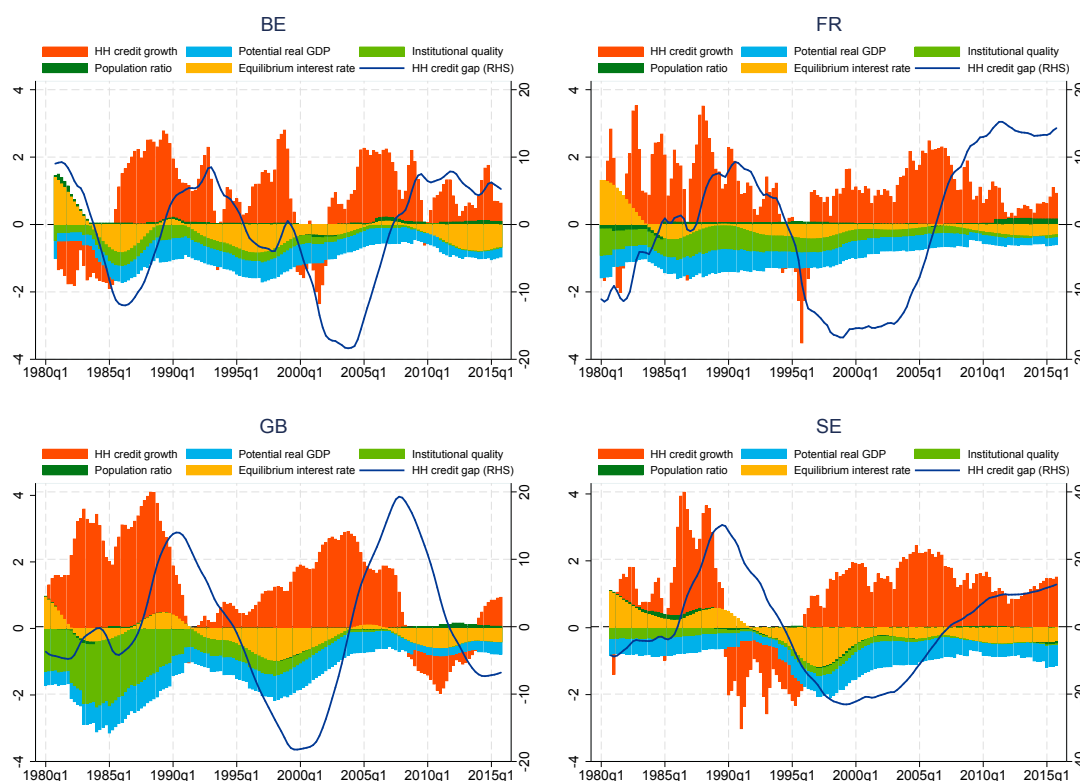 BE
HH credit growth Potential real GDP Institutional quality
Population ratio Equilibrium interest rate HH credit gap (RHS)
4
2
0
-2
-4
20
10
0
-10
-20
1980q1 1985q1 1990q1 1995q1 2000q1 2005q1 2010q1 2015q1
FR
HH credit growth Potential real GDP Institutional quality
Population ratio Equilibrium interest rate HH credit gap (RHS)
4
2
0
-2
-4
1980q1 1985q1 1990q1 1995q1 2000q1 2005q1 2010q1 2015q1
GB
HH credit growth Potential real GDP Institutional quality
Population ratio Equilibrium interest rate HH credit gap (RHS)
4
2
0
-2
-4
20
10
0
-10
-20
1980q1 1985q1 1990q1 1995q1 2000q1 2005q1 2010q1 2015q1
SE
HH credit growth Potential real GDP Institutional quality
Population ratio Equilibrium interest rate HH credit gap (RHS)
4
2
0
-2
-4
1980q1 1985q1 1990q1 1995q1 2000q1 2005q1 2010q1 2015q1